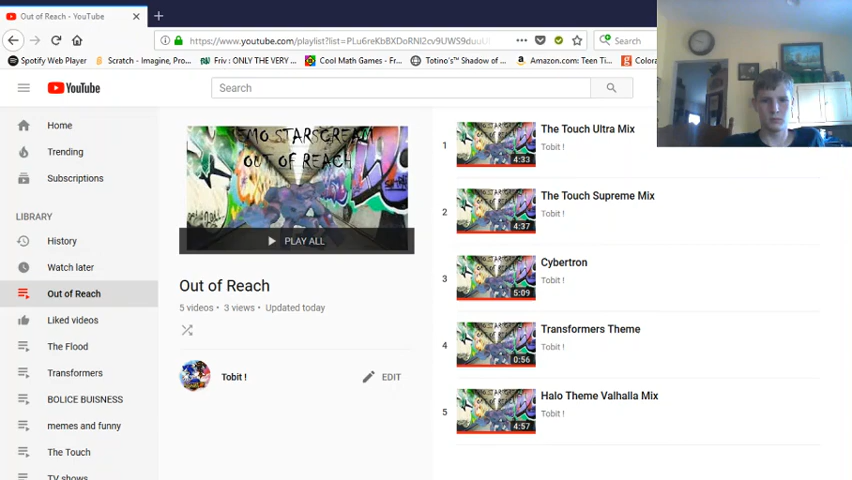 Out of Reach - YouTube
https://www.youtube.com/playlist?list=PLu6reKbBXDoRNI2cv9UWS9duuU
Search
Spotify Web Player
Scratch - Imagine, Pro...
Friv : ONLY THE VERY
Cool Math Games - Fr...
Totino's™ Shadow of ...
Amazon.com: Teen Ti...
Colora
YouTube
Search
Home
Trending
Subscriptions
LIBRARY
History
Watch later
Out of Reach
Liked videos
The Flood
Transformers
BOLICE BUISNESS
memes and funny
The Touch
TV shows
EMO STARSCREAM
OUT OF REACH
PLAY ALL
Out of Reach
5 videos • 3 views • Updated today
Tobit !
EDIT
1
4:33
The Touch Ultra Mix
Tobit !
2
4:37
The Touch Supreme Mix
Tobit !
3
5:09
Cybertron
Tobit !
4
0:56
Transformers Theme
Tobit !
5
4:57
Halo Theme Valhalla Mix
Tobit !